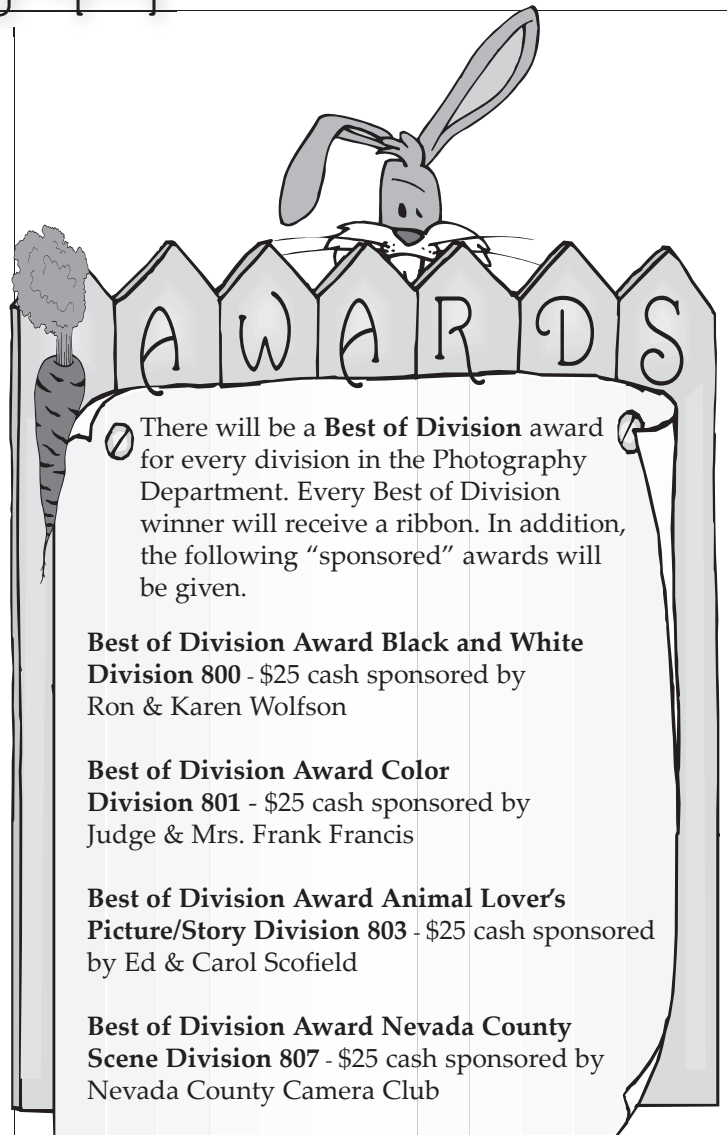 AWARDS
There will be a Best of Division award
for every division in the Photography
Department. Every Best of Division
winner will receive a ribbon. In addition,
the following “sponsored” awards will
be given.
Best of Division Award Black and White
Division 800 - $25 cash sponsored by
Ron & Karen Wolfson
Best of Division Award Color
Division 801 - $25 cash sponsored by
Judge & Mrs. Frank Francis
Best of Division Award Animal Lover’s
Picture/Story Division 803 - $25 cash sponsored
by Ed & Carol Scofield
Best of Division Award Nevada County
Scene Division 807 - $25 cash sponsored by
Nevada County Camera Club